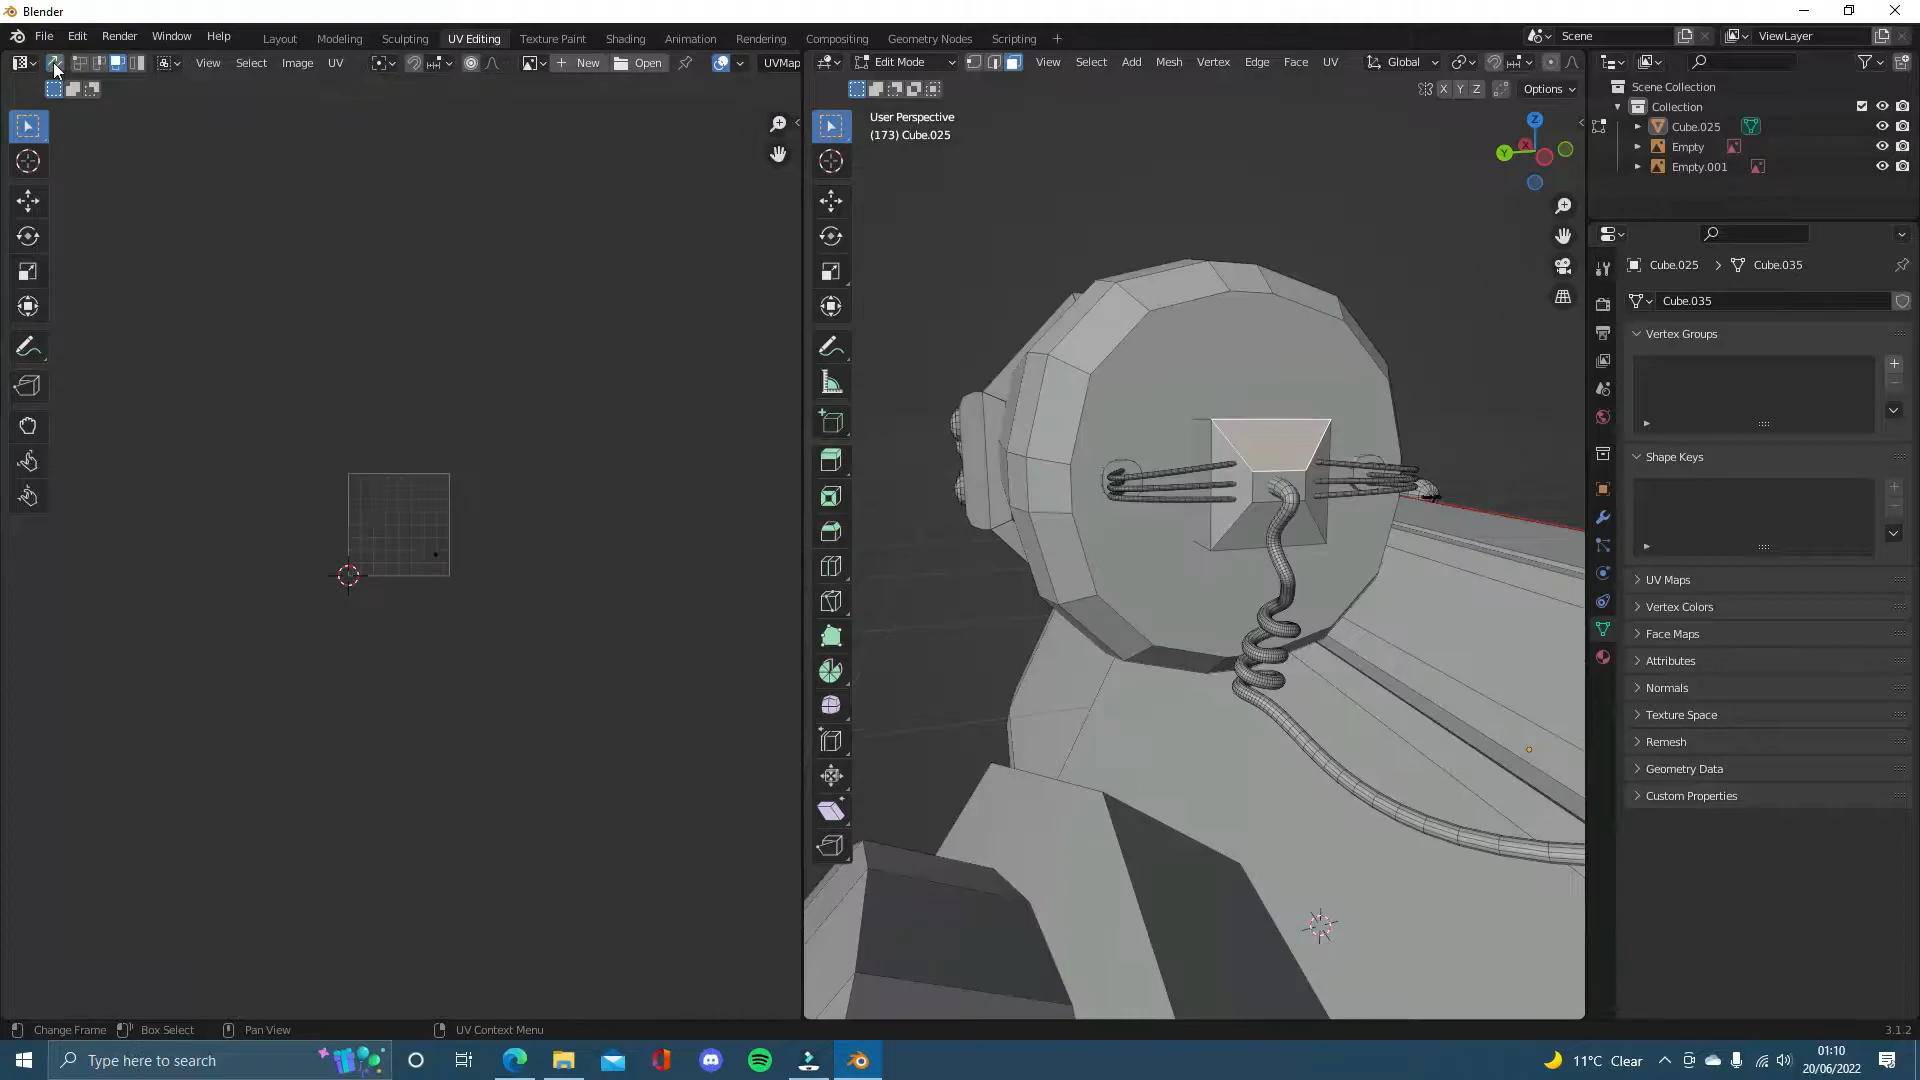 Blender
File Edit Render Window Help
Layout Modeling Sculpting UV Editing Texture Paint Shading Animation Rendering Compositing Geometry Nodes Scripting
Scene ViewLayer
View Select Image UV New Open UVMap
Edit Mode View Select Add Mesh Vertex Edge Face UV Global
X Y Z Options
User Perspective
(173) Cube.025
Z
Y
X
Scene Collection
Collection
Cube.025
Empty
Empty.001
Cube.025 Cube.035
Cube.035
Vertex Groups
Shape Keys
UV Maps
Vertex Colors
Face Maps
Attributes
Normals
Texture Space
Remesh
Geometry Data
Custom Properties
Change Frame Box Select Pan View UV Context Menu 3.1.2
Type here to search
11°C Clear
01:10
20/06/2022